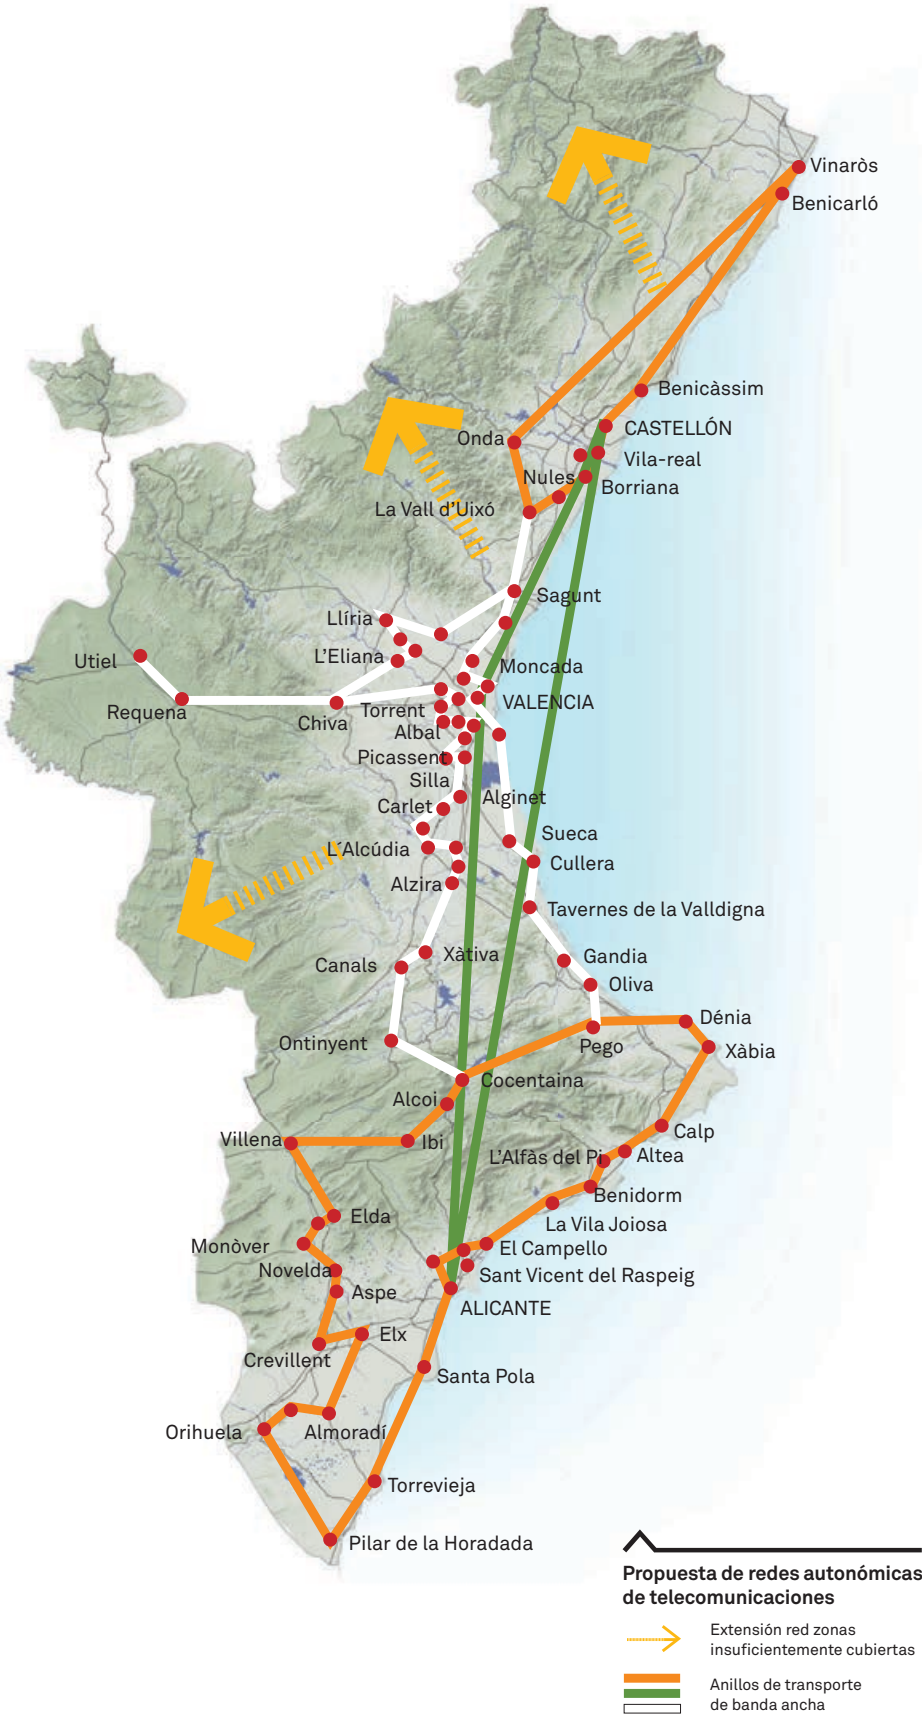 Vinaròs
Benicarló
Benicàssim
CASTELLÓN
Onda
Vila-real
Nules
Borriana
La Vall d'Uixó
Sagunt
Llíria
L'Eliana
Utiel
Moncada
VALENCIA
Requena
Chiva
Torrent
Albal
Picassent
Silla
Alginet
Carlet
Sueca
L'Alcúdia
Cullera
Alzira
Tavernes de la Valldigna
Xàtiva
Gandia
Canals
Oliva
Dénia
Ontinyent
Pego
Xàbia
Cocentaina
Alcoi
Calp
Villena
Ibi
L'Alfàs del Pi
Altea
Benidorm
La Vila Joiosa
Elda
Monòver
El Campello
Novelda
Sant Vicent del Raspeig
Aspe
ALICANTE
Elx
Crevillent
Santa Pola
Orihuela
Almoradí
Torrevieja
Pilar de la Horadada
Propuesta de redes autonómicas
de telecomunicaciones
Extensión red zonas
insuficientemente cubiertas
Anillos de transporte
de banda ancha